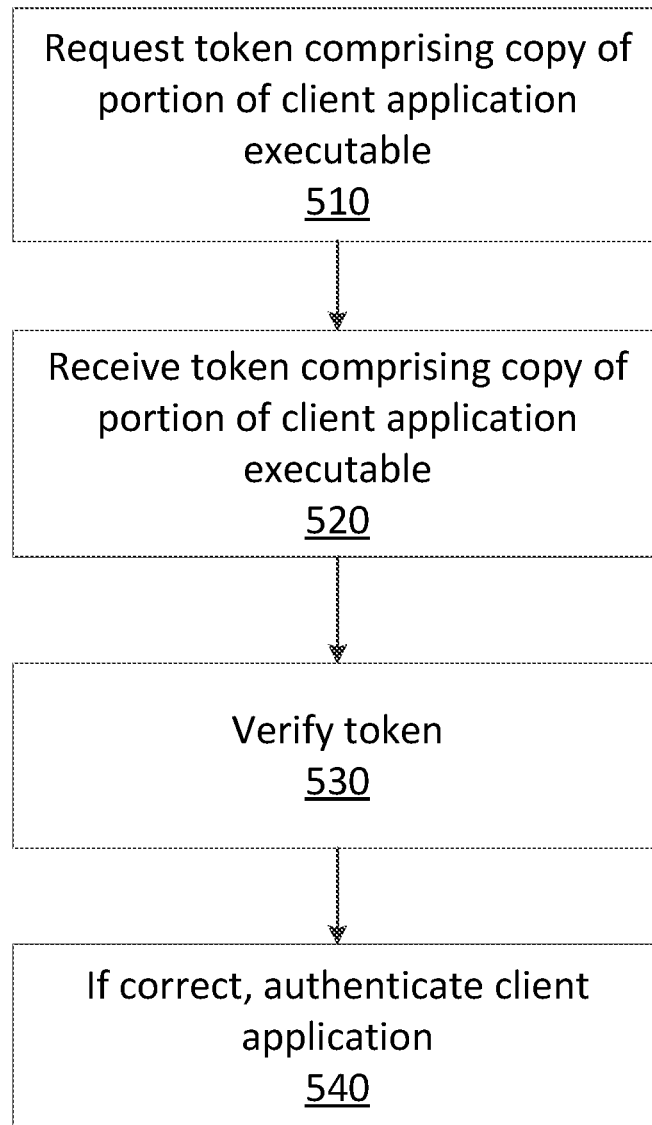 Request token comprising copy of
portion of client application
executable
510
Receive token comprising copy of
portion of client application
executable
520
Verify token
530
If correct, authenticate client
application
540